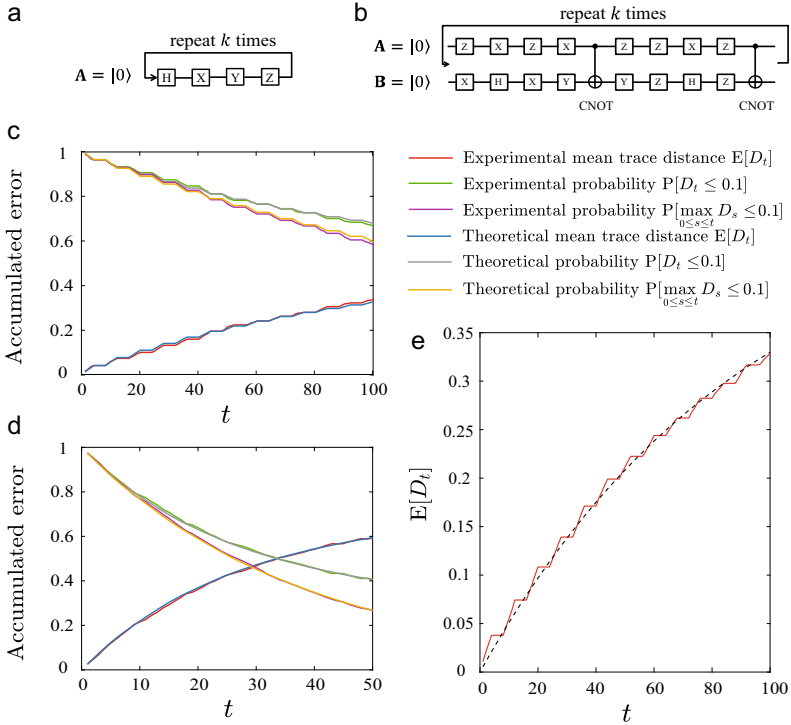 a
repeat k times
A = |0⟩
H X Y Z
b
repeat k times
A = |0⟩ Z X Z X Z Z X Z
B = |0⟩ X H X Y Y Z H Z
CNOT CNOT
c
Accumulated error
1
0.8
0.6
0.4
0.2
0
0 20 40 60 80 100
t
Experimental mean trace distance E[D_t]
Experimental probability P[D_t ≤ 0.1]
Experimental probability P[max_{0≤s≤t} D_s ≤0.1]
Theoretical mean trace distance E[D_t]
Theoretical probability P[D_t ≤0.1]
Theoretical probability P[max_{0≤s≤t} D_s ≤0.1]
d
Accumulated error
1
0.8
0.6
0.4
0.2
0
0 10 20 30 40 50
t
e
E[D_t]
0.35
0.3
0.25
0.2
0.15
0.1
0.05
0
0 20 40 60 80 100
t